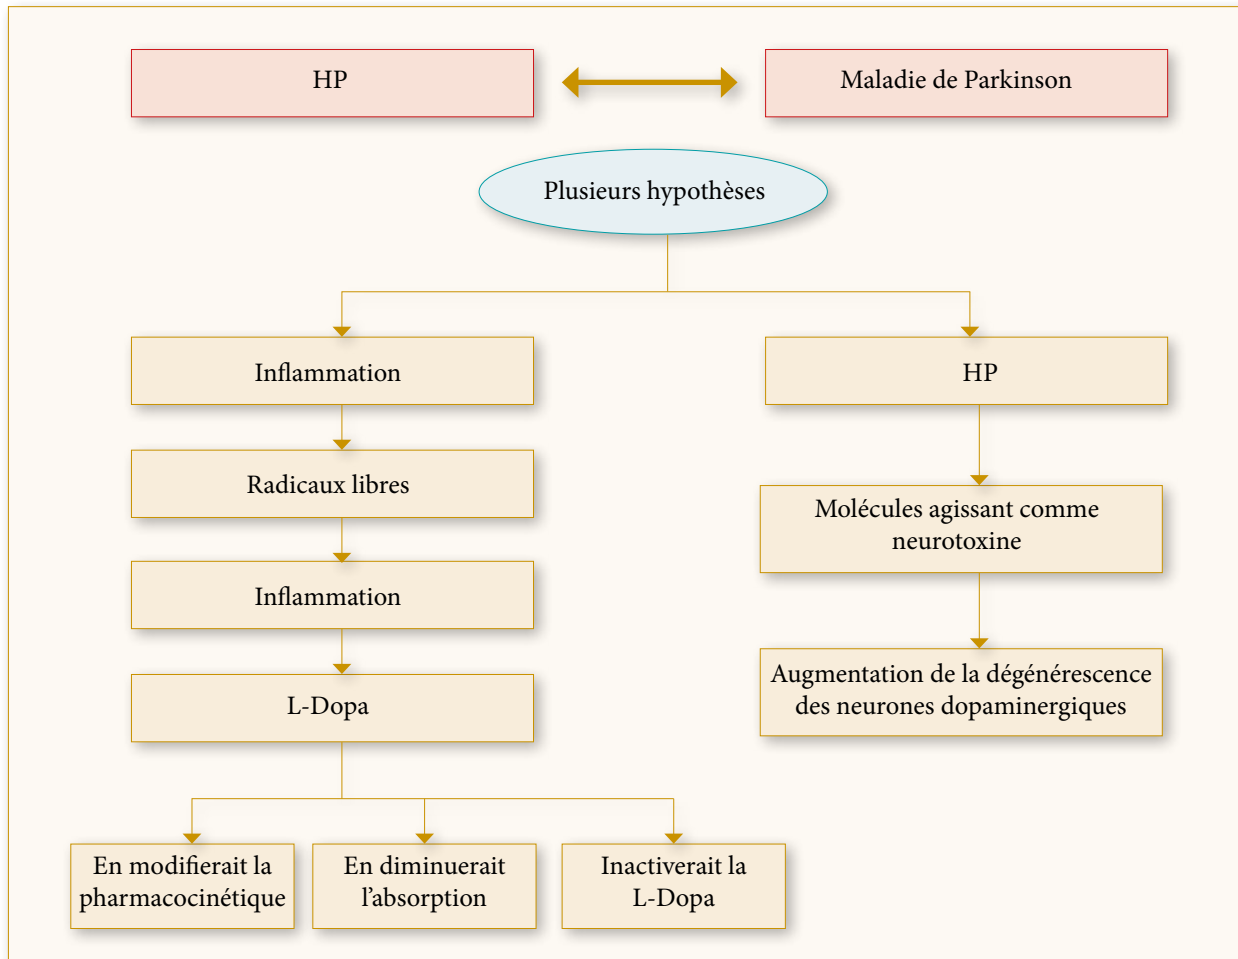 HP
Maladie de Parkinson
Plusieurs hypothèses
Inflammation
Radicaux libres
Inflammation
L-Dopa
En modifierait la
pharmacocinétique
En diminuerait
l’absorption
Inactiverait la
L-Dopa
HP
Molécules agissant comme
neurotoxine
Augmentation de la dégénérescence
des neurones dopaminergiques